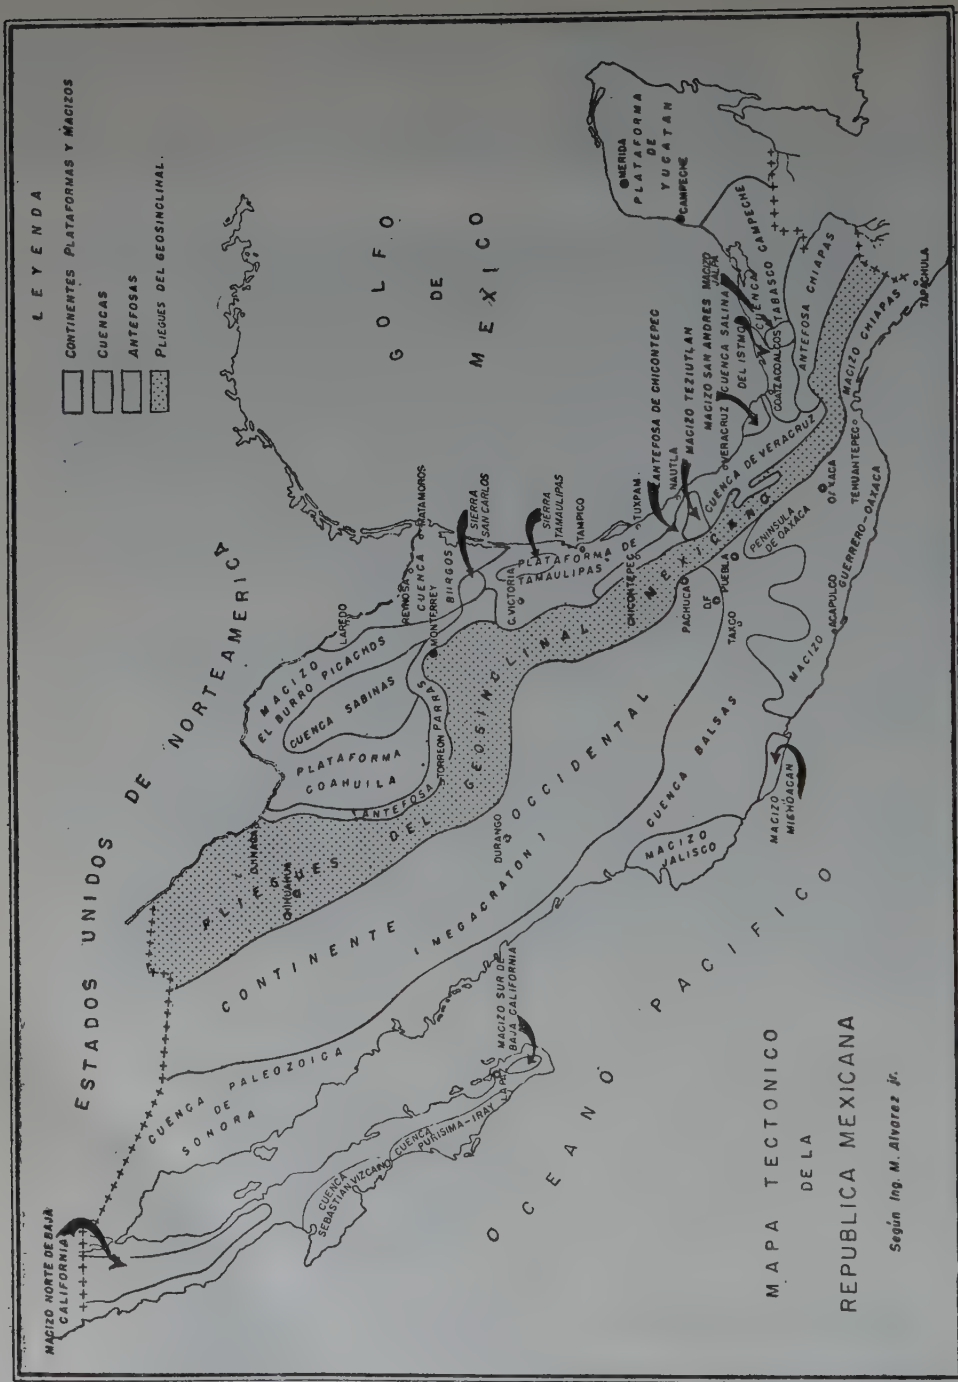 LEYENDA
CONTINENTES PLATAFORMAS Y MACIZOS
CUENCAS
ANTEFOSAS
PLIEGUES DEL GEOSINCLINAL.
ESTADOS UNIDOS
DE NORTEAMERICA
GOLFO
DE
MEXICO
OCEANO PACIFICO
MACIZO NORTE DE BAJA
CALIFORNIA
CUENCA PALEOZOICA
DE
SONORA
CUENCA
SEBASTIAN VIZCAINO
CUENCA
PURISIMA-IRAY
MACIZO SUR DE
BAJA CALIFORNIA
CONTINENTE OCCIDENTAL
( MEGACRATON )
PLIEGUES DEL GEOSINCLINAL MEXICANO
DURANGO
PLATAFORMA
COAHUILA
CUENCA SABINAS
MACIZO
EL BURRO PICACHOS
ANTEFOSA
TORREON PARRAS
LAREDO
REYNOSA
CUENCA
BURGOS
MONTERREY
SIERRA
SAN CARLOS
SIERRA
TAMAULIPAS
TAMPICO
C. VICTORIA
PLATAFORMA DE
TAMAULIPAS
TUXPAM
CHICONTEPEC
ANTEFOSA DE CHICONTEPEC
NAUTLA
MACIZO TEZIUTLAN
MACIZO SAN ANDRES
VERACRUZ
CUENCA SALINA
DEL ISTMO
MACIZO
JALPA
CUENCA
TABASCO CAMPECHE
COATZACOALCOS
CUENCA DE VERACRUZ
ANTEFOSA CHIAPAS
MACIZO CHIAPAS
TAPACHULA
MERIDA
PLATAFORMA
DE
YUCATAN
CAMPECHE
PACHUCA
D.F
PUEBLA
TAXCO
PENINSULA
DE OAXACA
TEHUANTEPEC
ACAPULCO
MACIZO GUERRERO-OAXACA
CUENCA BALSAS
MACIZO
JALISCO
MACIZO
MAPA TECTONICO
DE LA
REPUBLICA MEXICANA
Según Ing. M. Alvarez jr.